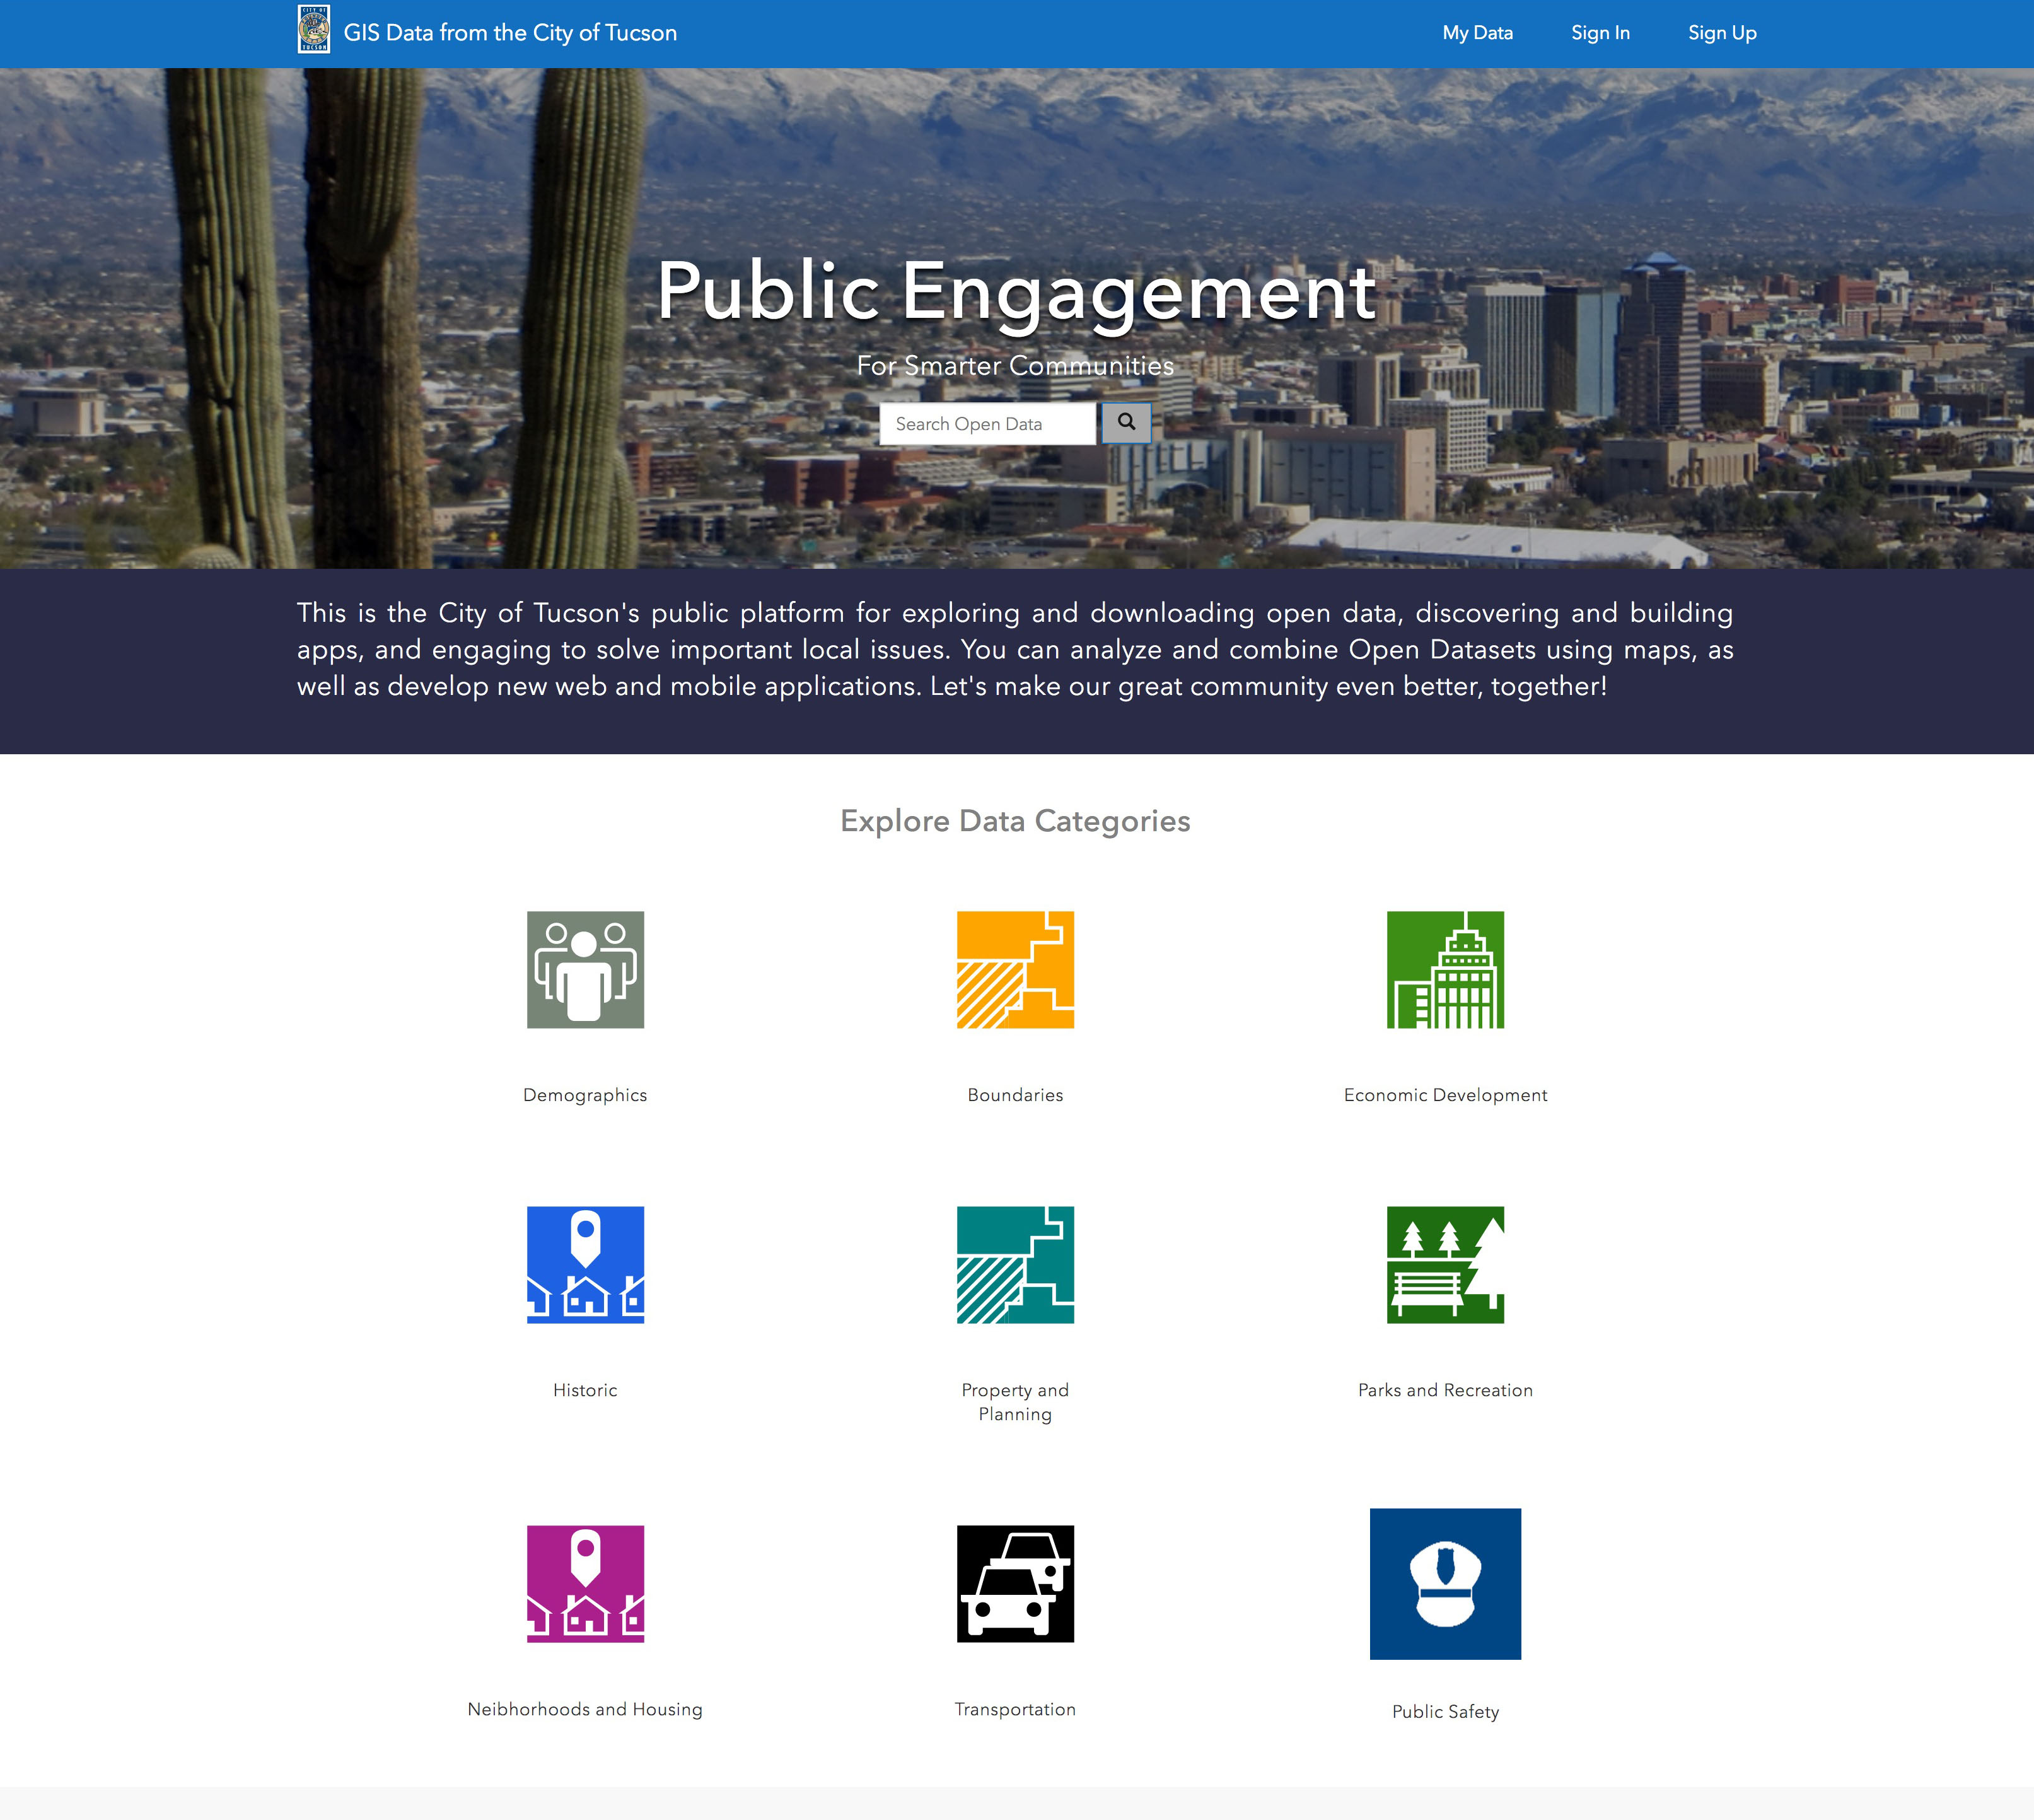 CITY OF
TUCSON
GIS Data from the City of Tucson
My Data
Sign In
Sign Up
Public Engagement
For Smarter Communities
Search Open Data
This is the City of Tucson's public platform for exploring and downloading open data, discovering and building
apps, and engaging to solve important local issues. You can analyze and combine Open Datasets using maps, as
well as develop new web and mobile applications. Let's make our great community even better, together!
Explore Data Categories
Demographics
Boundaries
Economic Development
Historic
Property and
Planning
Parks and Recreation
Neibhorhoods and Housing
Transportation
Public Safety